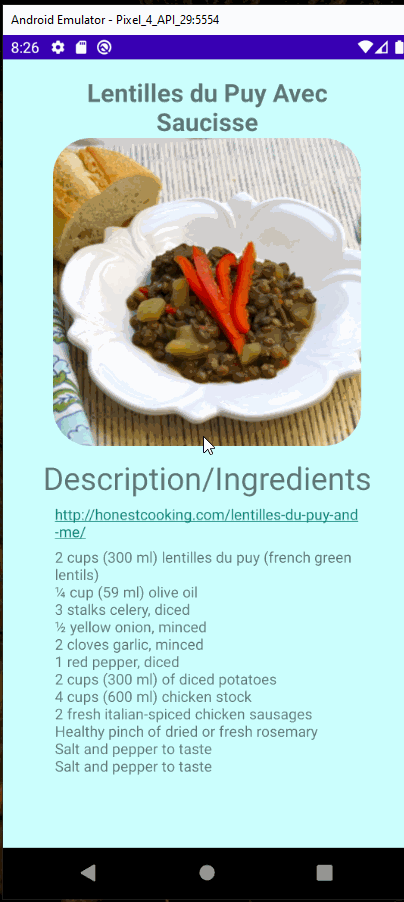 Android Emulator - Pixel_4_API_29:5554
8:26
Lentilles du Puy Avec
Saucisse
Description/Ingredients
http://honestcooking.com/lentilles-du-puy-and
-me/
2 cups (300 ml) lentilles du puy (french green
lentils)
¼ cup (59 ml) olive oil
3 stalks celery, diced
½ yellow onion, minced
2 cloves garlic, minced
1 red pepper, diced
2 cups (300 ml) of diced potatoes
4 cups (600 ml) chicken stock
2 fresh italian-spiced chicken sausages
Healthy pinch of dried or fresh rosemary
Salt and pepper to taste
Salt and pepper to taste